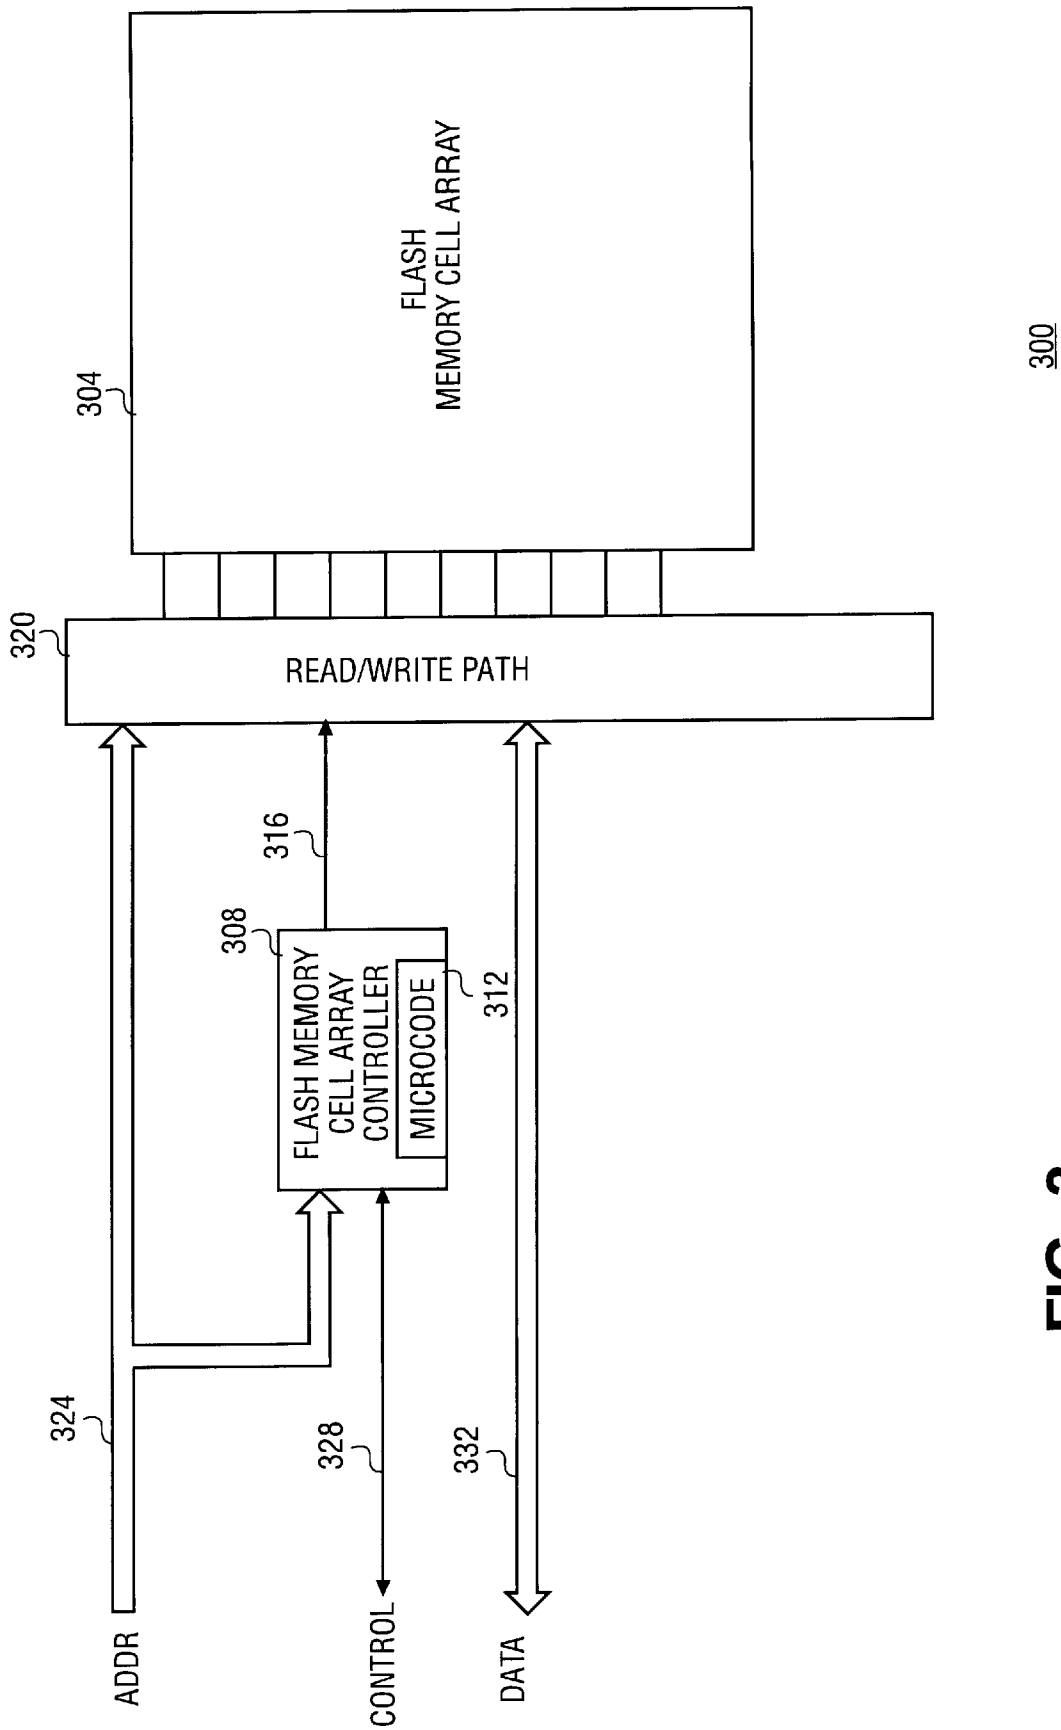 320
304
324
ADDR
READ/WRITE PATH
308
316
FLASH MEMORY
CELL ARRAY
CONTROLLER
MICROCODE
312
328
CONTROL
FLASH
MEMORY CELL ARRAY
332
DATA
300
FIG.